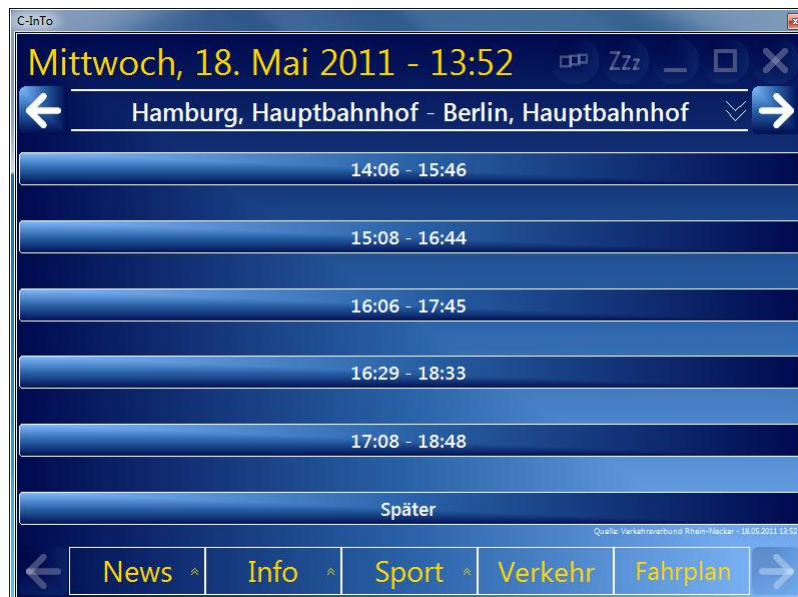 C-InTo
Mittwoch, 18. Mai 2011 - 13:52
Zzz
Hamburg, Hauptbahnhof - Berlin, Hauptbahnhof
14:06 - 15:46
15:08 - 16:44
16:06 - 17:45
16:29 - 18:33
17:08 - 18:48
Später
Quelle: Verkehrsverbund Rhein-Neckar - 18.05.2011 13:52
News Info Sport Verkehr Fahrplan